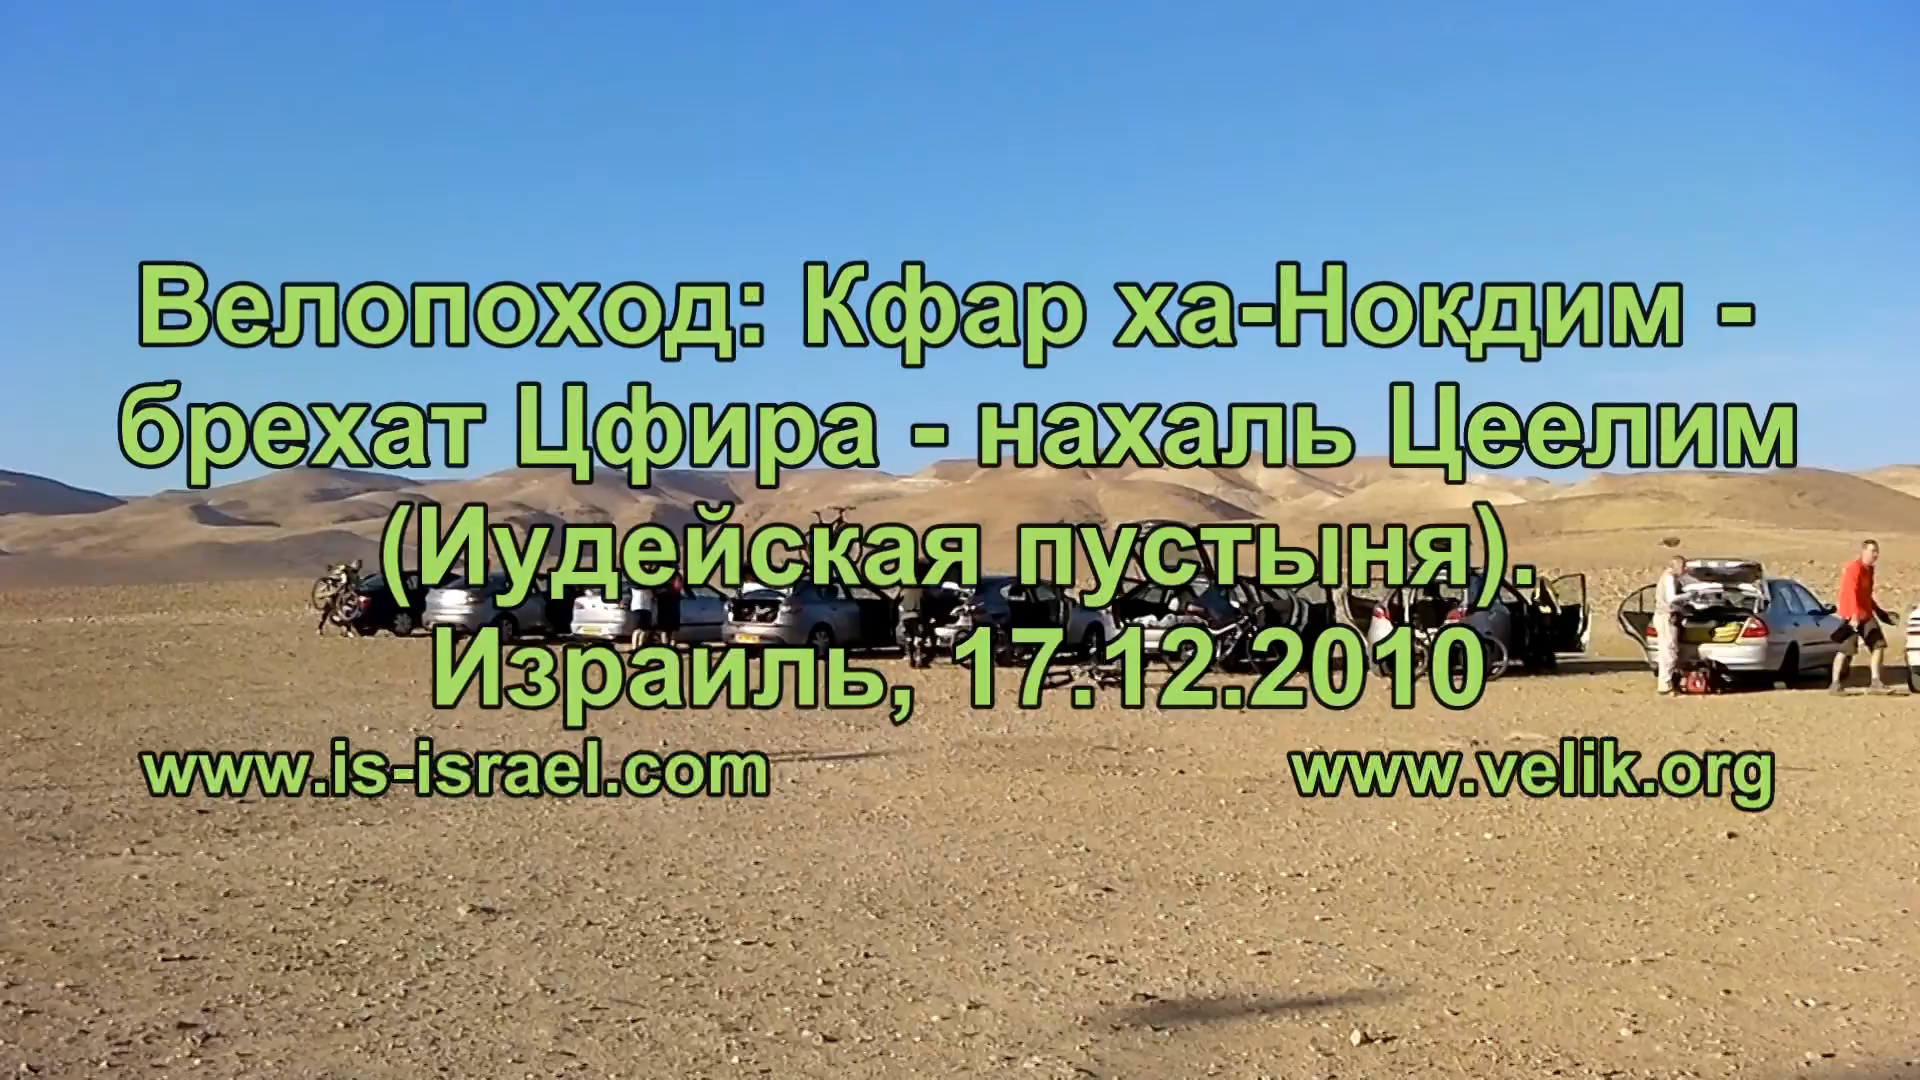 Велопоход: Кфар ха-Нокдим -
брехат Цфира - нахаль Цеелим
(Иудейская пустыня).
Израиль, 17.12.2010
www.is-israel.com www.velik.org